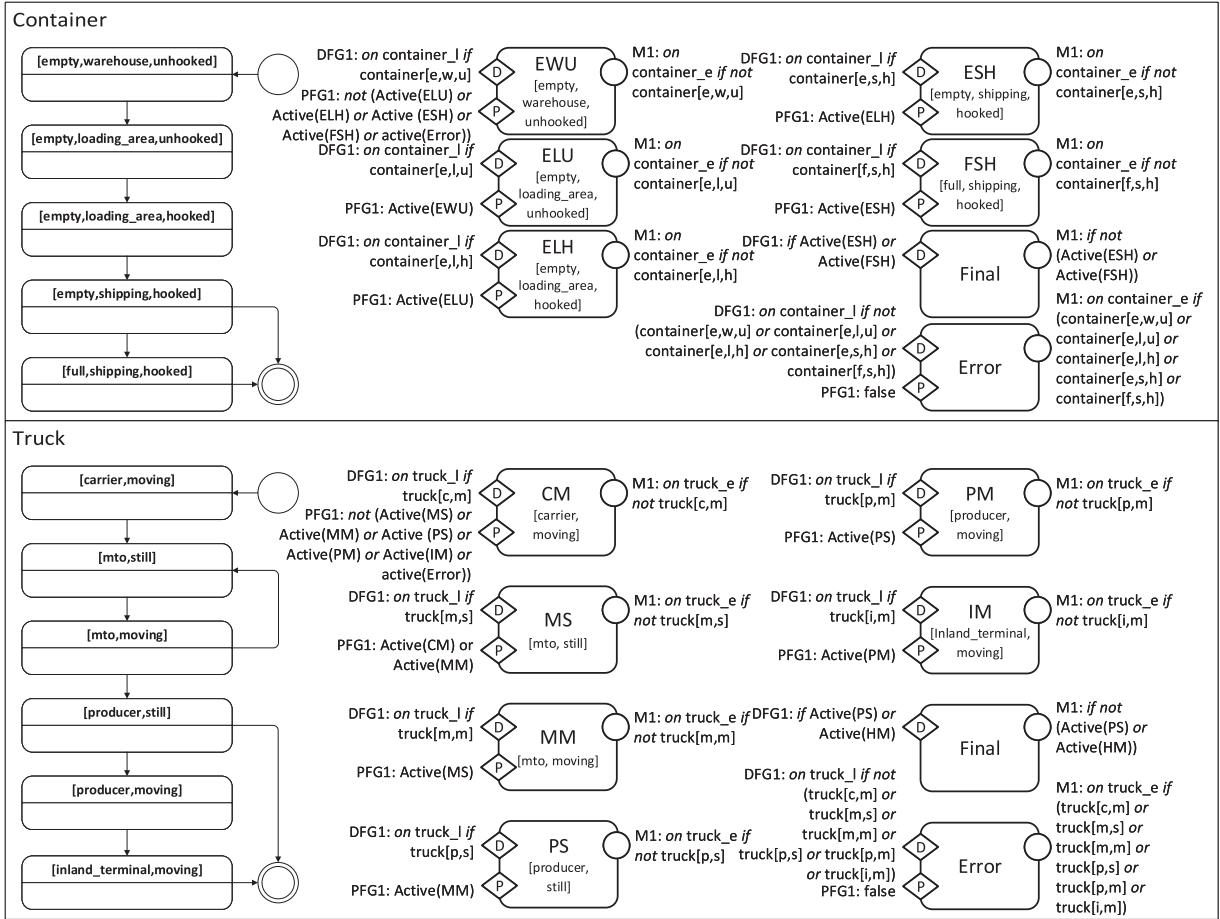 Container
[empty,warehouse,unhooked]
[empty,loading_area,unhooked]
[empty,loading_area,hooked]
[empty,shipping,hooked]
[full,shipping,hooked]
DFG1: on container_l if
container[e,w,u]
PFG1: not (Active(ELU) or
Active(ELH) or Active (ESH) or
Active(FSH) or active(Error))
D
P
EWU
[empty,
warehouse,
unhooked]
M1: on
container_e if not
container[e,w,u]
DFG1: on container_l if
container[e,l,u]
PFG1: Active(EWU)
D
P
ELU
[empty,
loading_area,
unhooked]
M1: on
container_e if not
container[e,l,u]
DFG1: on container_l if
container[e,l,h]
PFG1: Active(ELU)
D
P
ELH
[empty,
loading_area,
hooked]
M1: on
container_e if not
container[e,l,h]
DFG1: on container_l if
container[e,s,h]
PFG1: Active(ELH)
D
P
ESH
[empty, shipping,
hooked]
M1: on
container_e if not
container[e,s,h]
DFG1: on container_l if
container[f,s,h]
PFG1: Active(ESH)
D
P
FSH
[full, shipping,
hooked]
M1: on
container_e if not
container[f,s,h]
DFG1: if Active(ESH) or
Active(FSH)
D
Final
M1: if not
(Active(ESH) or
Active(FSH))
DFG1: on container_l if not
(container[e,w,u] or container[e,l,u] or
container[e,l,h] or container[e,s,h] or
container[f,s,h])
PFG1: false
D
P
Error
M1: on container_e if
(container[e,w,u] or
container[e,l,u] or
container[e,l,h] or
container[e,s,h] or
container[f,s,h])
Truck
[carrier,moving]
[mto,still]
[mto,moving]
[producer,still]
[producer,moving]
[inland_terminal,moving]
DFG1: on truck_l if
truck[c,m]
PFG1: not (Active(MS) or
Active(MM) or Active (PS) or
Active(PM) or Active(IM) or
active(Error))
D
P
CM
[carrier,
moving]
M1: on truck_e if
not truck[c,m]
DFG1: on truck_l if
truck[m,s]
PFG1: Active(CM) or
Active(MM)
D
P
MS
[mto, still]
M1: on truck_e if
not truck[m,s]
DFG1: on truck_l if
truck[m,m]
PFG1: Active(MS)
D
P
MM
[mto, moving]
M1: on truck_e if
not truck[m,m]
DFG1: on truck_l if
truck[p,s]
PFG1: Active(MM)
D
P
PS
[producer,
still]
M1: on truck_e if
not truck[p,s]
DFG1: on truck_l if
truck[p,m]
PFG1: Active(PS)
D
P
PM
[producer,
moving]
M1: on truck_e if
not truck[p,m]
DFG1: on truck_l if
truck[i,m]
PFG1: Active(PM)
D
P
IM
[Inland_terminal,
moving]
M1: on truck_e if
not truck[i,m]
DFG1: if Active(PS) or
Active(HM)
D
Final
M1: if not
(Active(PS) or
Active(HM))
DFG1: on truck_l if not
(truck[c,m] or
truck[m,s] or
truck[m,m] or
truck[p,s] or truck[p,m]
or truck[i,m])
PFG1: false
D
P
Error
M1: on truck_e if
(truck[c,m] or
truck[m,s] or
truck[m,m] or
truck[p,s] or
truck[p,m] or
truck[i,m])